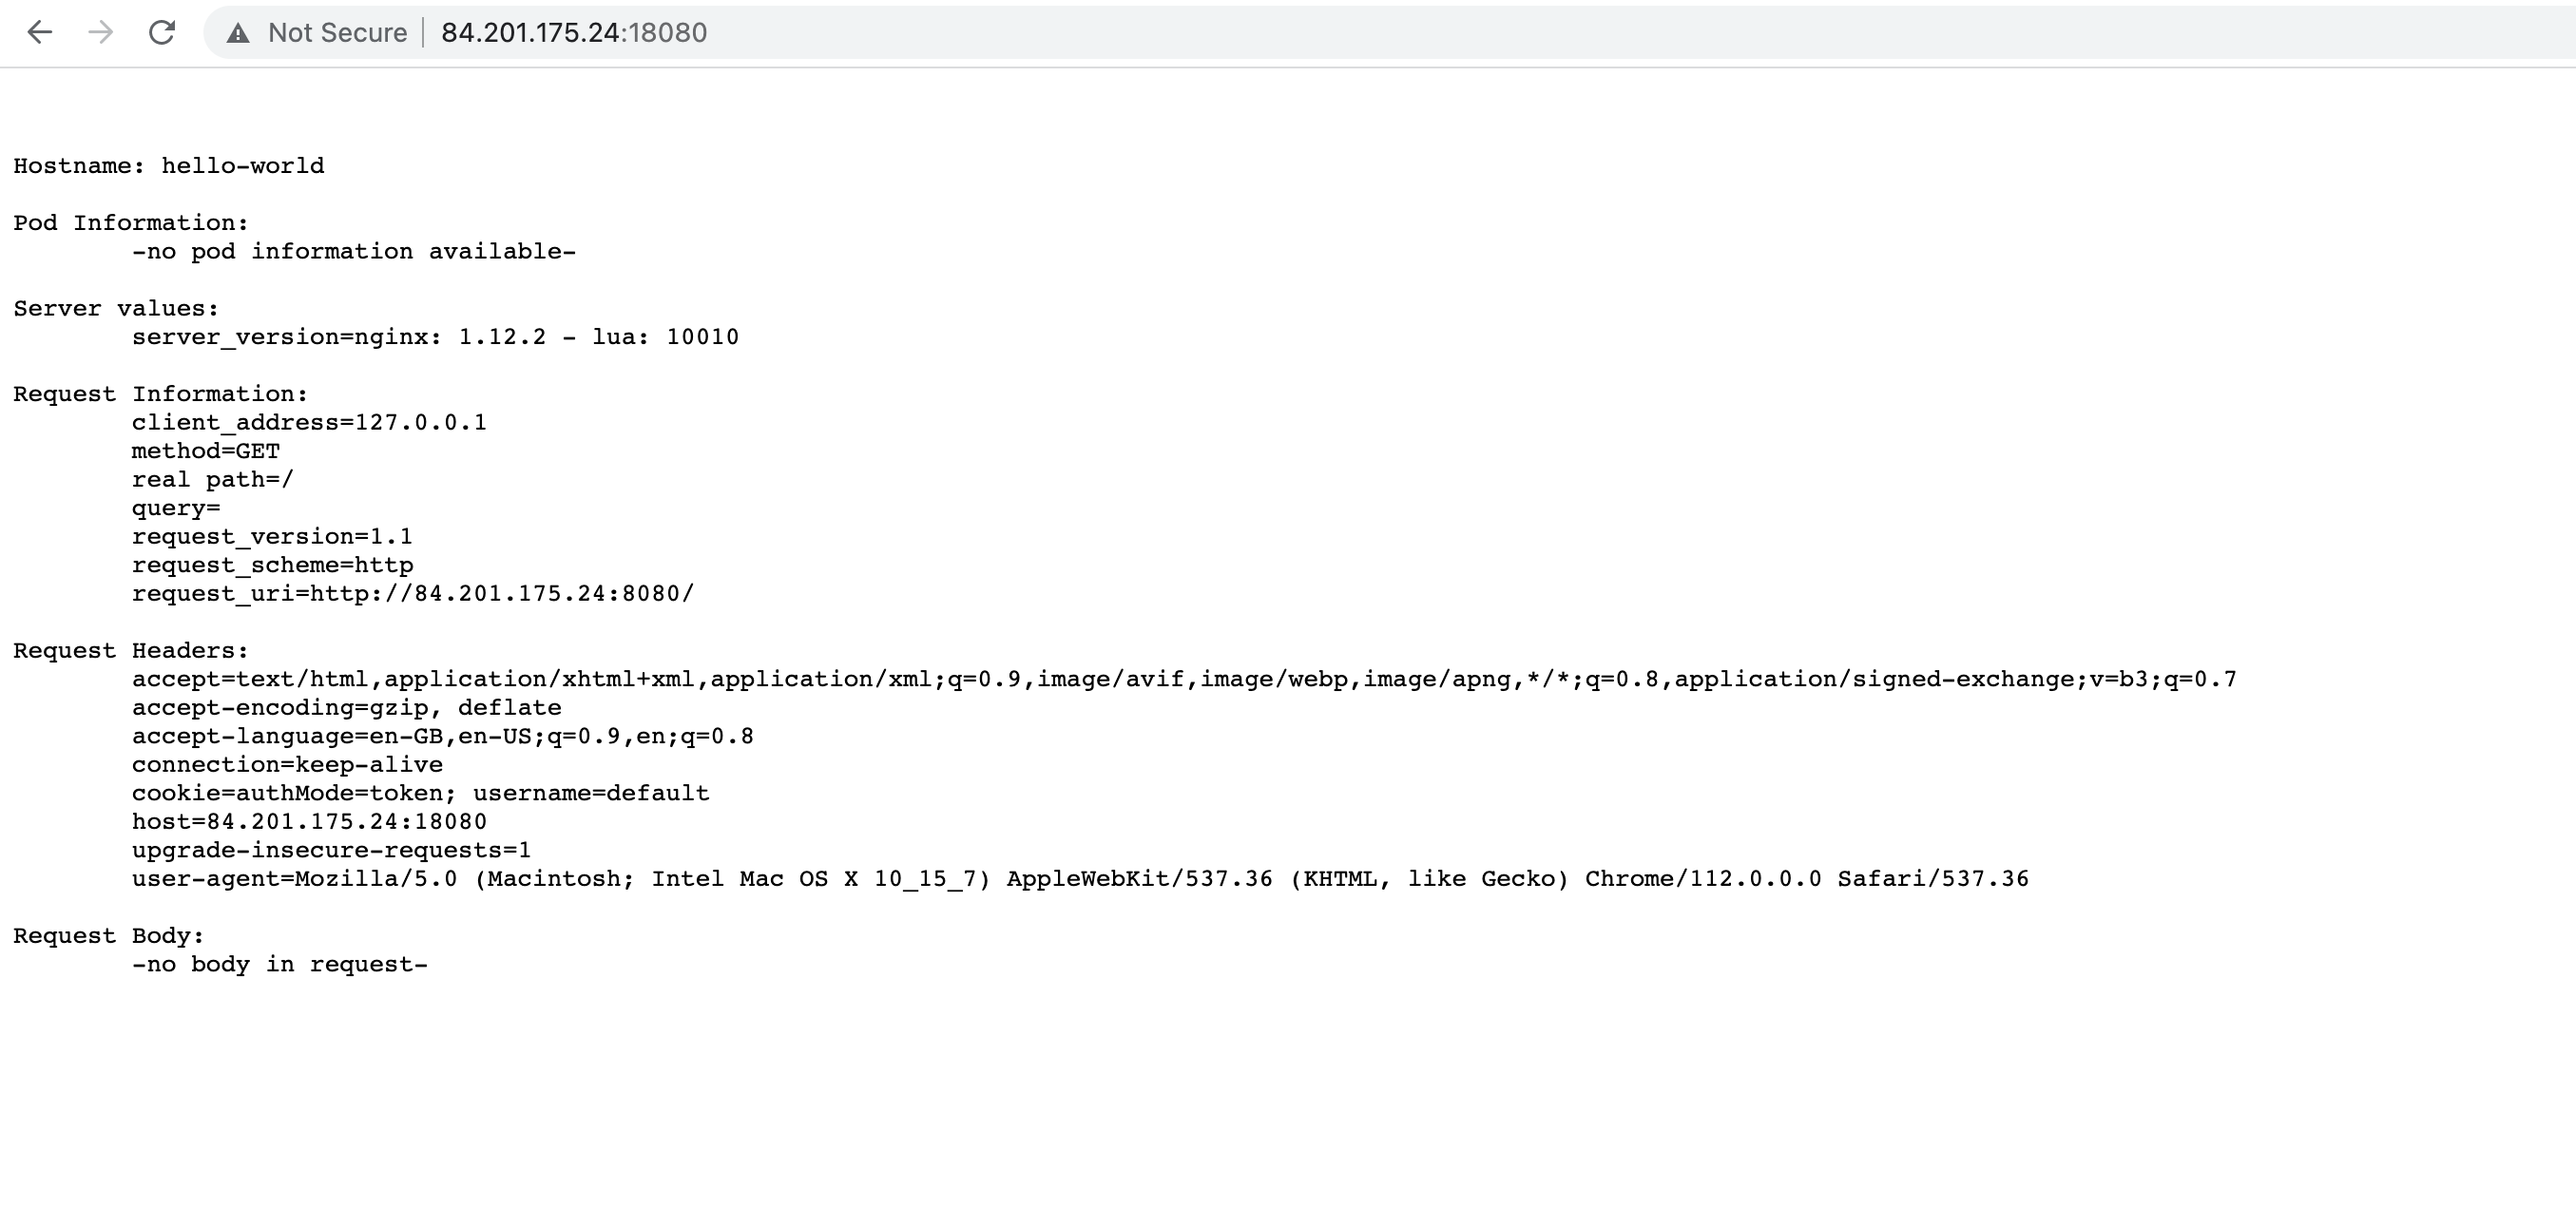 Not Secure | 84.201.175.24:18080
Hostname: hello-world
Pod Information:
-no pod information available-
Server values:
server_version=nginx: 1.12.2 - lua: 10010
Request Information:
client_address=127.0.0.1
method=GET
real path=/
query=
request_version=1.1
request_scheme=http
request_uri=http://84.201.175.24:8080/
Request Headers:
accept=text/html,application/xhtml+xml,application/xml;q=0.9,image/avif,image/webp,image/apng,*/*;q=0.8,application/signed-exchange;v=b3;q=0.7
accept-encoding=gzip, deflate
accept-language=en-GB,en-US;q=0.9,en;q=0.8
connection=keep-alive
cookie=authMode=token; username=default
host=84.201.175.24:18080
upgrade-insecure-requests=1
user-agent=Mozilla/5.0 (Macintosh; Intel Mac OS X 10_15_7) AppleWebKit/537.36 (KHTML, like Gecko) Chrome/112.0.0.0 Safari/537.36
Request Body:
-no body in request-